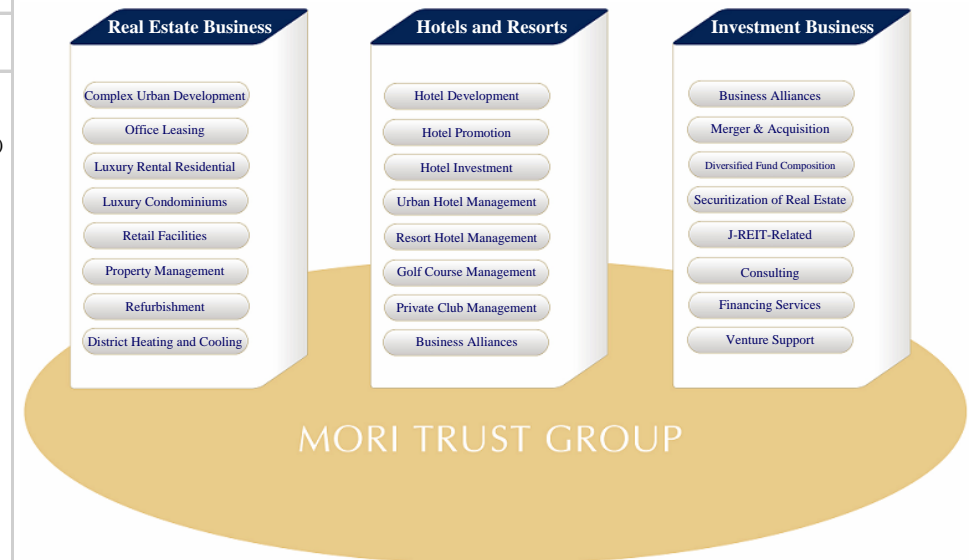 Real Estate Business
Complex Urban Development
Office Leasing
Luxury Rental Residential
Luxury Condominiums
Retail Facilities
Property Management
Refurbishment
District Heating and Cooling
Hotels and Resorts
Hotel Development
Hotel Promotion
Hotel Investment
Urban Hotel Management
Resort Hotel Management
Golf Course Management
Private Club Management
Business Alliances
Investment Business
Business Alliances
Merger & Acquisition
Diversified Fund Composition
Securitization of Real Estate
J-REIT-Related
Consulting
Financing Services
Venture Support
)
MORI TRUST GROUP